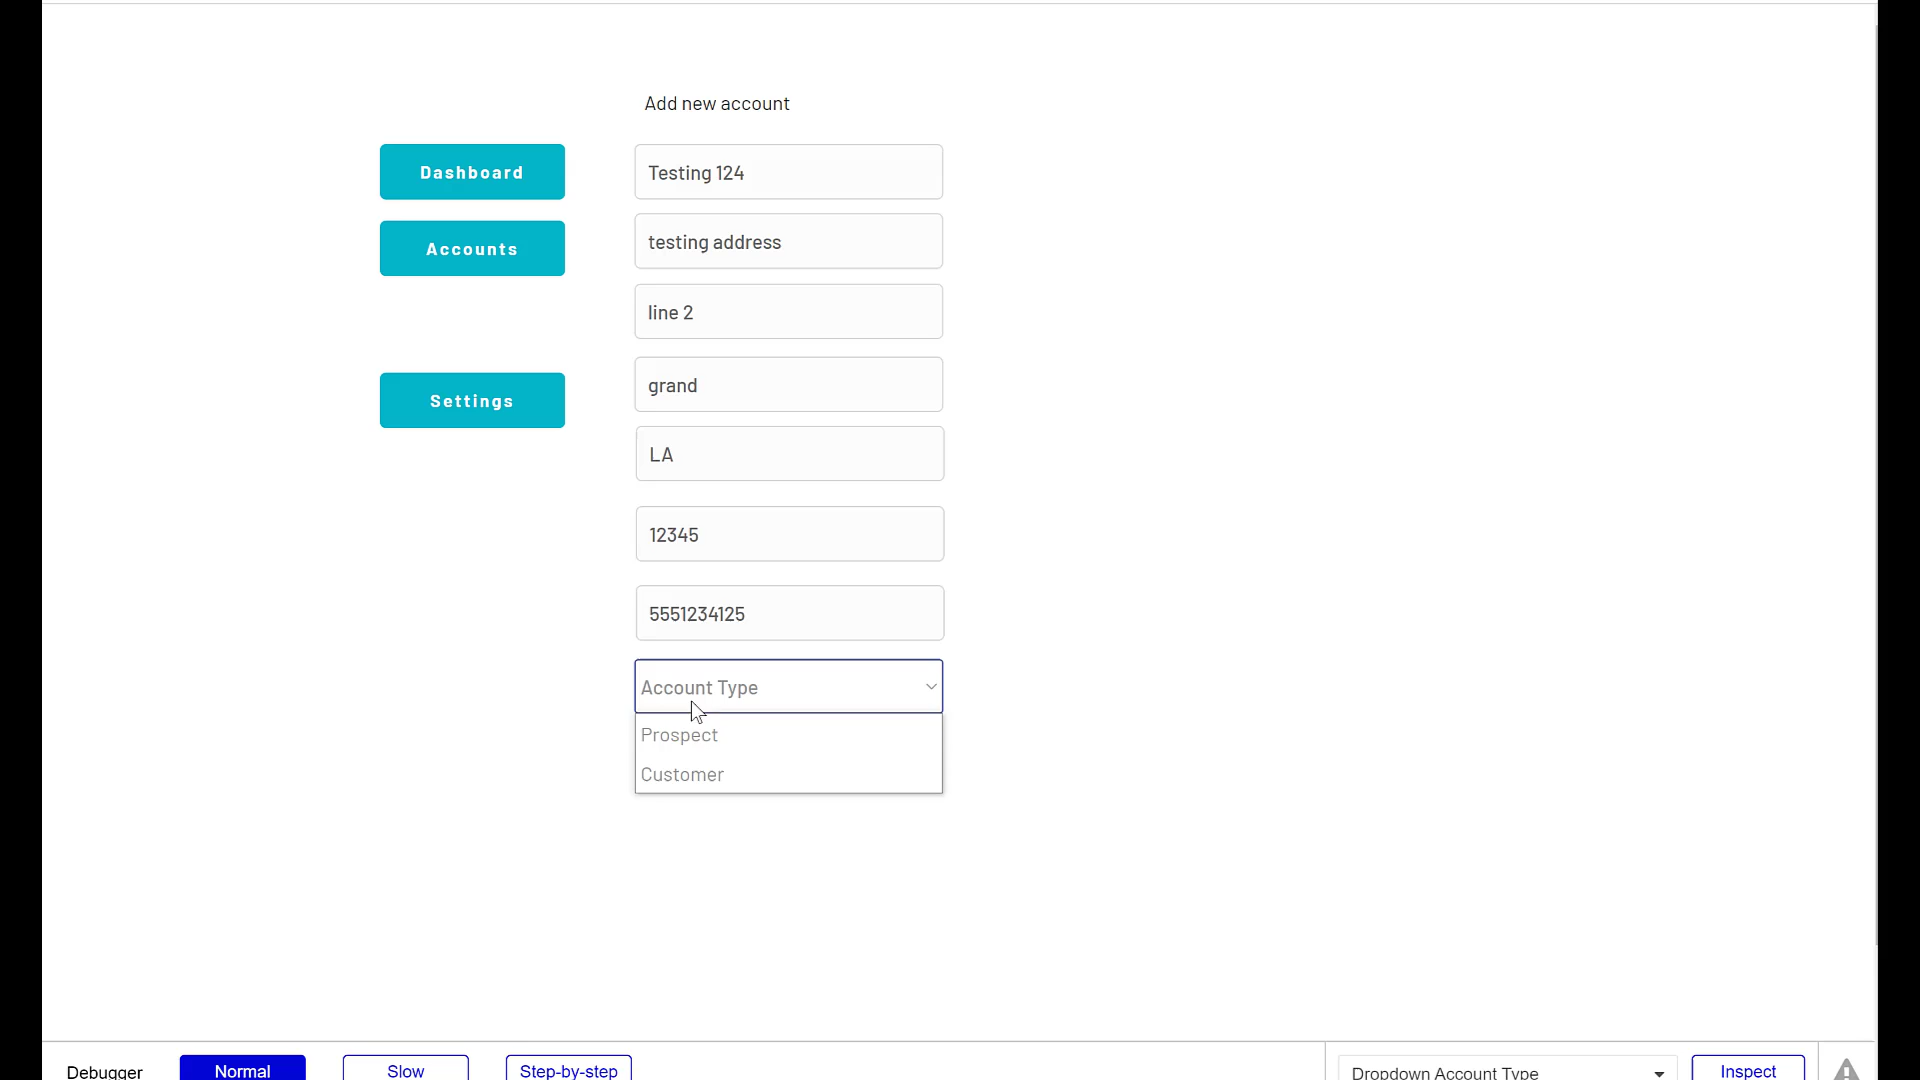 Add new account
Dashboard
Testing 124
Accounts
testing address
line 2
Settings
grand
LA
12345
5551234125
Account Type
Prospect
Customer
Debugger
Normal
Slow
Step-by-step
Dropdown Account Type
Inspect